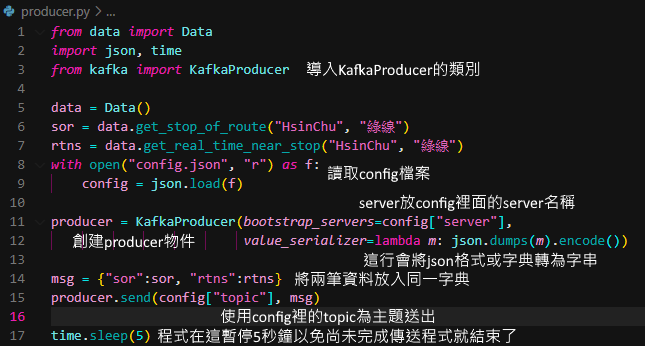 producer.py > ...
1 from data import Data
2 import json, time
3 from kafka import KafkaProducer 導入KafkaProducer的類別
4
5 data = Data()
6 sor = data.get_stop_of_route("HsinChu", "綠線")
7 rtns = data.get_real_time_near_stop("HsinChu", "綠線")
8 with open("config.json", "r") as f: 讀取config檔案
9 config = json.load(f)
10 server放config裡面的server名稱
11 producer = KafkaProducer(bootstrap_servers=config["server"],
12 創建producer物件 value_serializer=lambda m: json.dumps(m).encode())
13 這行會將json格式或字典轉為字串
14 msg = {"sor":sor, "rtns":rtns} 將兩筆資料放入同一字典
15 producer.send(config["topic"], msg)
16 使用config裡的topic為主題送出
17 time.sleep(5) 程式在這暫停5秒鐘以免尚未完成傳送程式就結束了